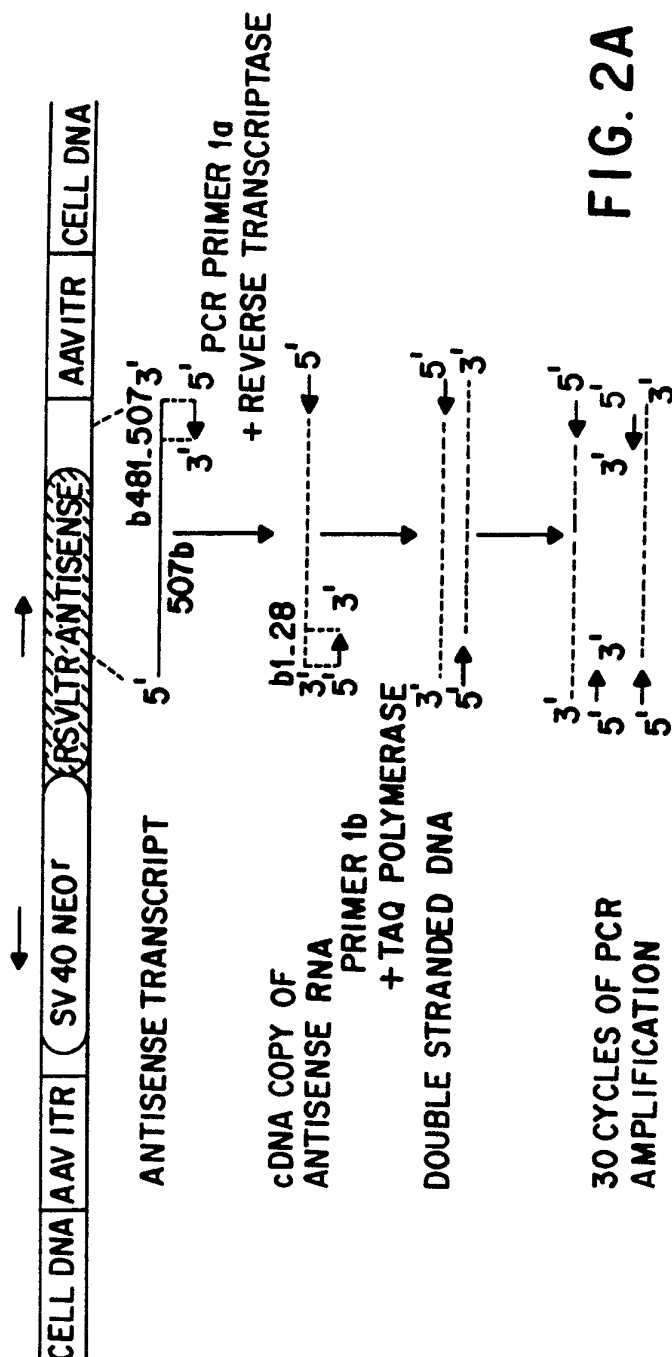 CELL DNA AAV ITR SV 40 NEOʳ RSVLTR ANTISENSE AAV ITR CELL DNA
ANTISENSE TRANSCRIPT
5' b481-507 3'
507b
3' 5'
PCR PRIMER 1a
+ REVERSE TRANSCRIPTASE
cDNA COPY OF
ANTISENSE RNA
b1-28
3' 5'
5' 3'
PRIMER 1b
+ TAQ POLYMERASE
DOUBLE STRANDED DNA
3' 5'
5' 3'
30 CYCLES OF PCR
AMPLIFICATION
3' 5'
5' 3' 3' 5'
5' 3'
FIG. 2A